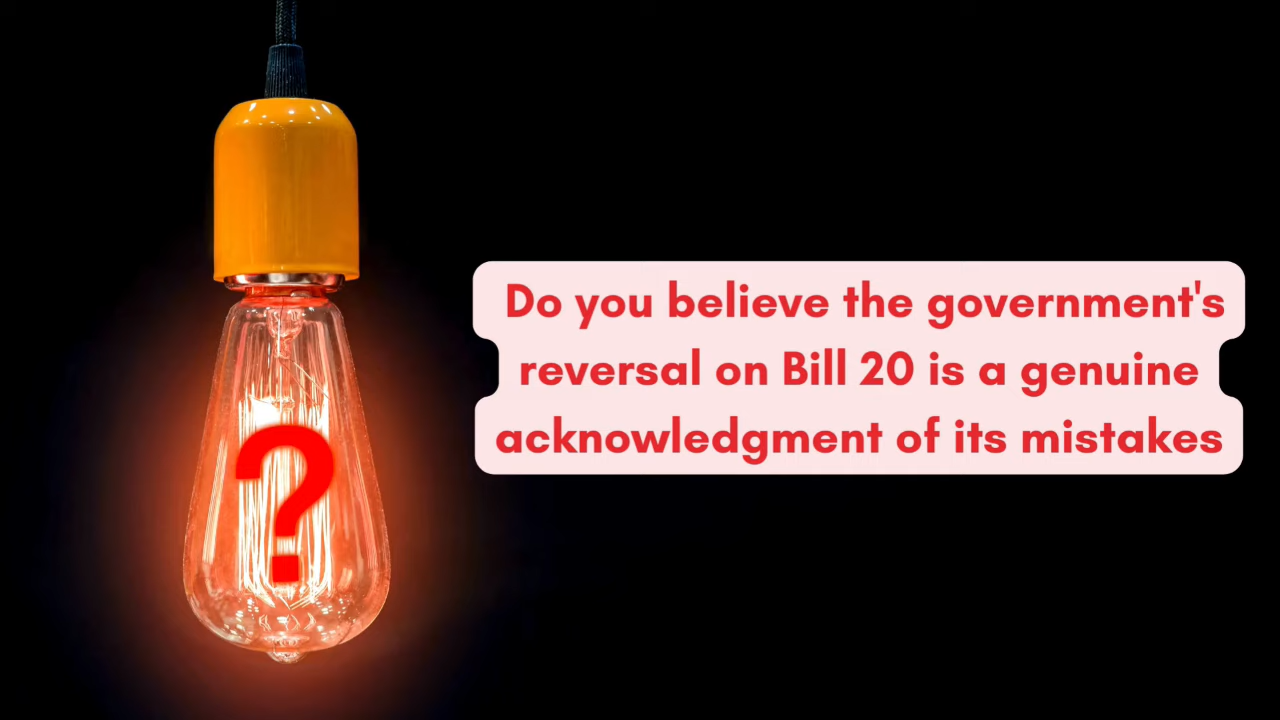 ?
Do you believe the government's
reversal on Bill 20 is a genuine
acknowledgment of its mistakes